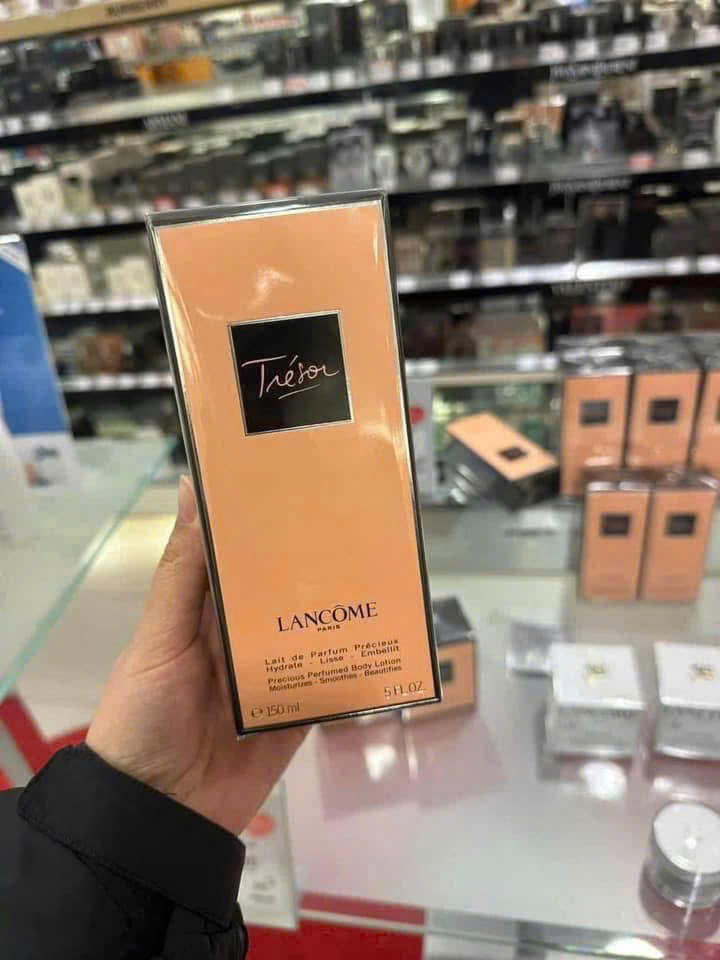 Trésor
LANCÔME
PARIS
Lait de Parfum Précieux
Hydrate - Lisse - Embellit
Precious Perfumed Body Lotion
Moisturizes - Smoothes - Beautifies
5 FL.OZ.
℮ 150 ml